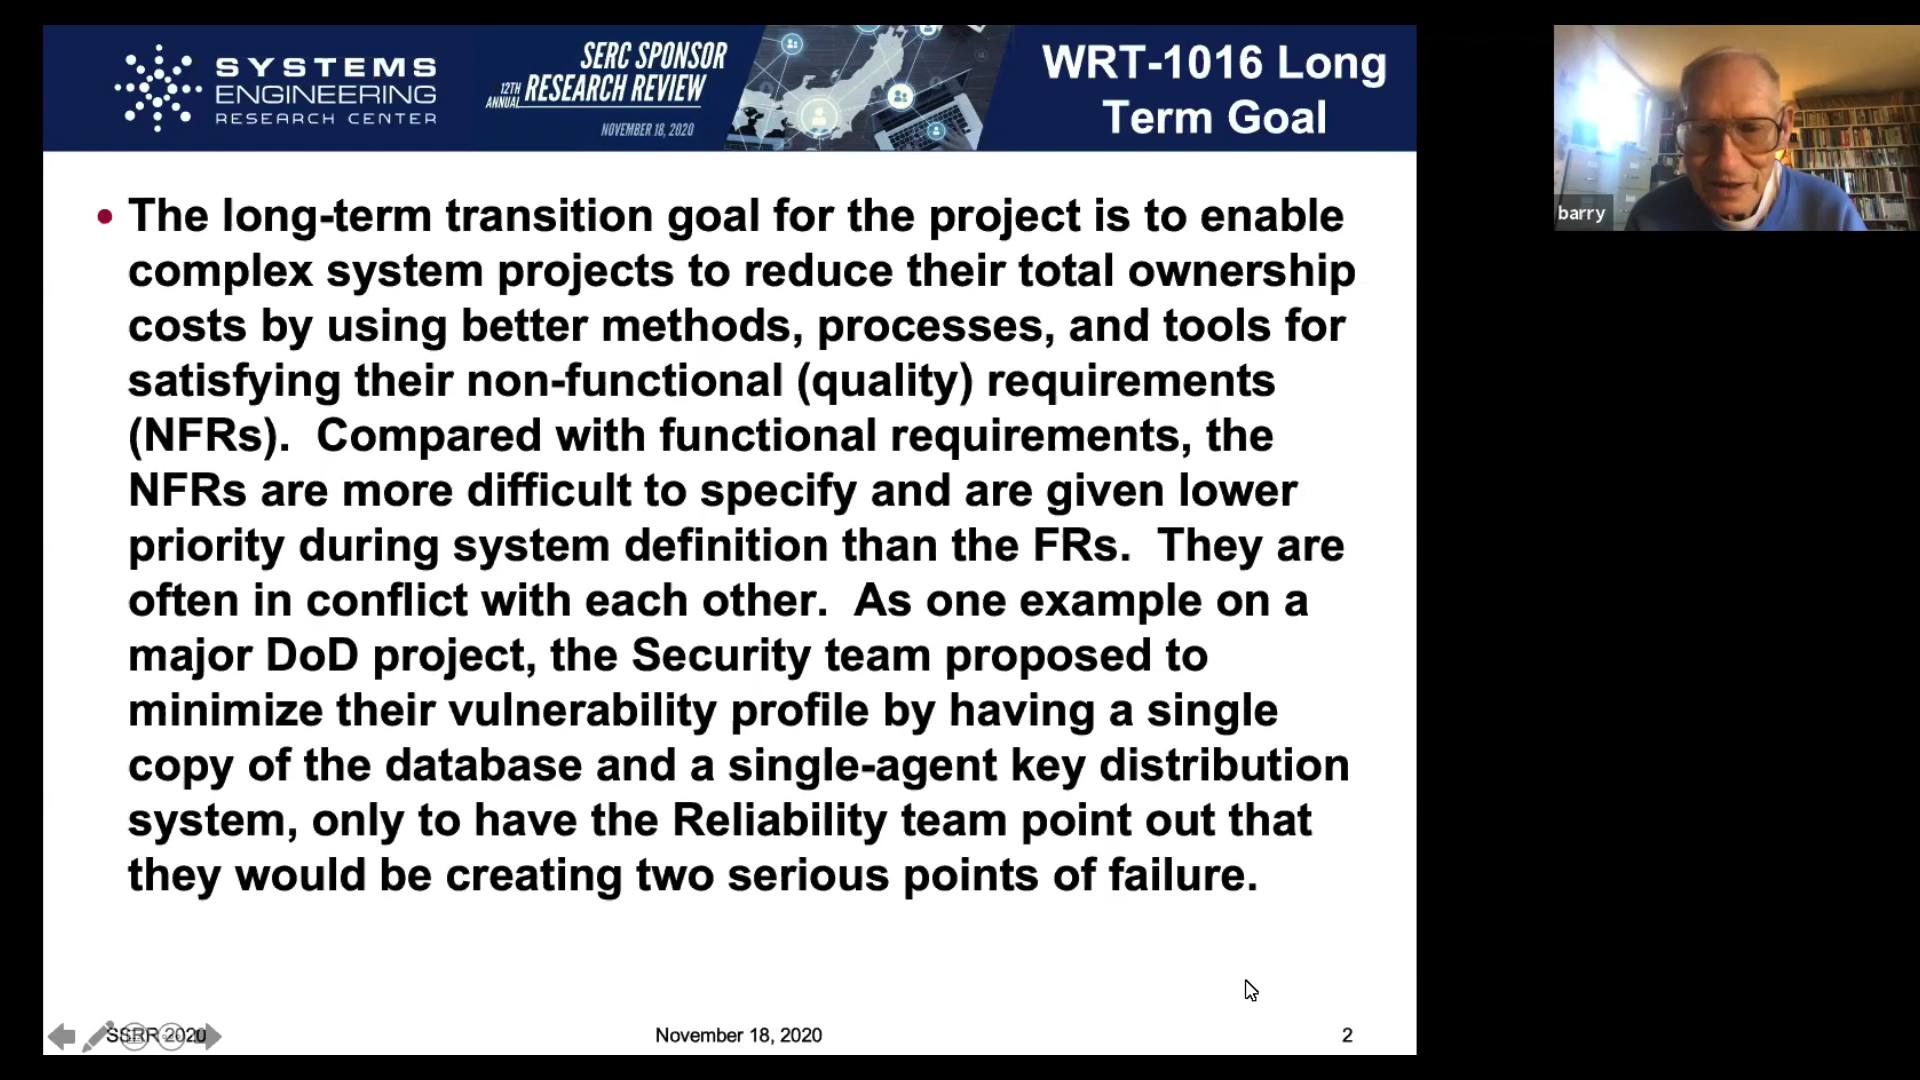 SYSTEMS
ENGINEERING
RESEARCH CENTER
SERC SPONSOR
12TH
ANNUAL
RESEARCH REVIEW
NOVEMBER 18, 2020
WRT-1016 Long
Term Goal
barry
• The long-term transition goal for the project is to enable
complex system projects to reduce their total ownership
costs by using better methods, processes, and tools for
satisfying their non-functional (quality) requirements
(NFRs).  Compared with functional requirements, the
NFRs are more difficult to specify and are given lower
priority during system definition than the FRs.  They are
often in conflict with each other.  As one example on a
major DoD project, the Security team proposed to
minimize their vulnerability profile by having a single
copy of the database and a single-agent key distribution
system, only to have the Reliability team point out that
they would be creating two serious points of failure.
SSRR 2020
November 18, 2020
2